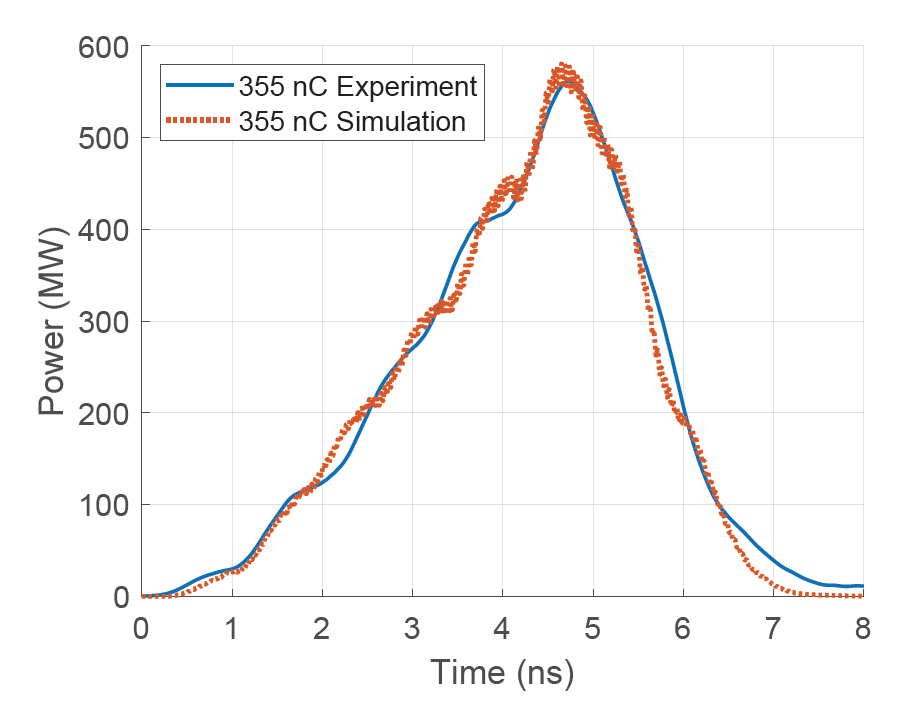 600
500
400
300
200
100
0
Power (MW)
355 nC Experiment
355 nC Simulation
0 1 2 3 4 5 6 7 8
Time (ns)